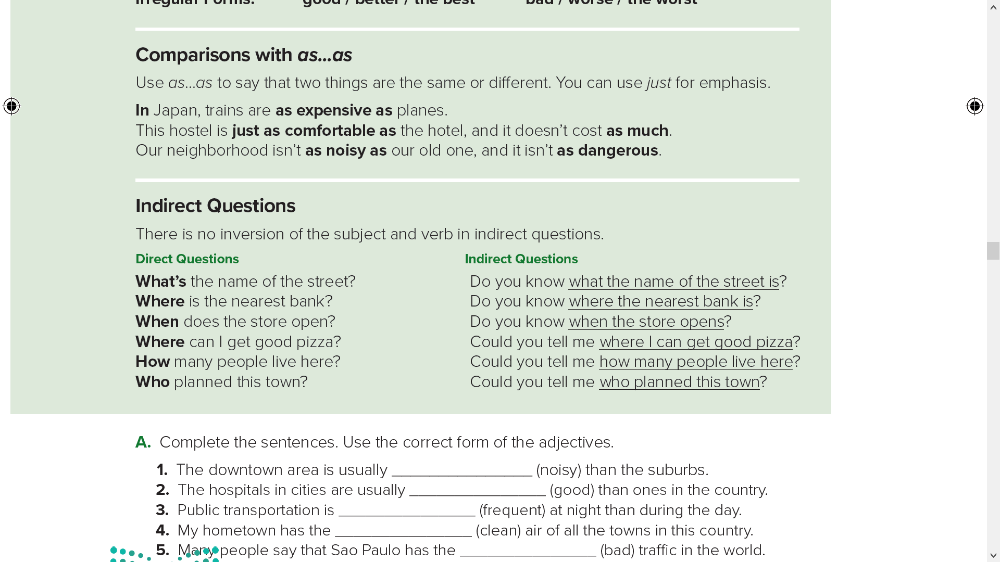 Irregular Forms: good / better / the best bad / worse / the worst
Comparisons with as...as
Use as...as to say that two things are the same or different. You can use just for emphasis.
In Japan, trains are as expensive as planes.
This hostel is just as comfortable as the hotel, and it doesn’t cost as much.
Our neighborhood isn’t as noisy as our old one, and it isn’t as dangerous.
Indirect Questions
There is no inversion of the subject and verb in indirect questions.
Direct Questions
What’s the name of the street?
Where is the nearest bank?
When does the store open?
Where can I get good pizza?
How many people live here?
Who planned this town?
Indirect Questions
Do you know what the name of the street is?
Do you know where the nearest bank is?
Do you know when the store opens?
Could you tell me where I can get good pizza?
Could you tell me how many people live here?
Could you tell me who planned this town?
A. Complete the sentences. Use the correct form of the adjectives.
1. The downtown area is usually ________________ (noisy) than the suburbs.
2. The hospitals in cities are usually ________________ (good) than ones in the country.
3. Public transportation is ________________ (frequent) at night than during the day.
4. My hometown has the ________________ (clean) air of all the towns in this country.
5. Many people say that Sao Paulo has the ________________ (bad) traffic in the world.